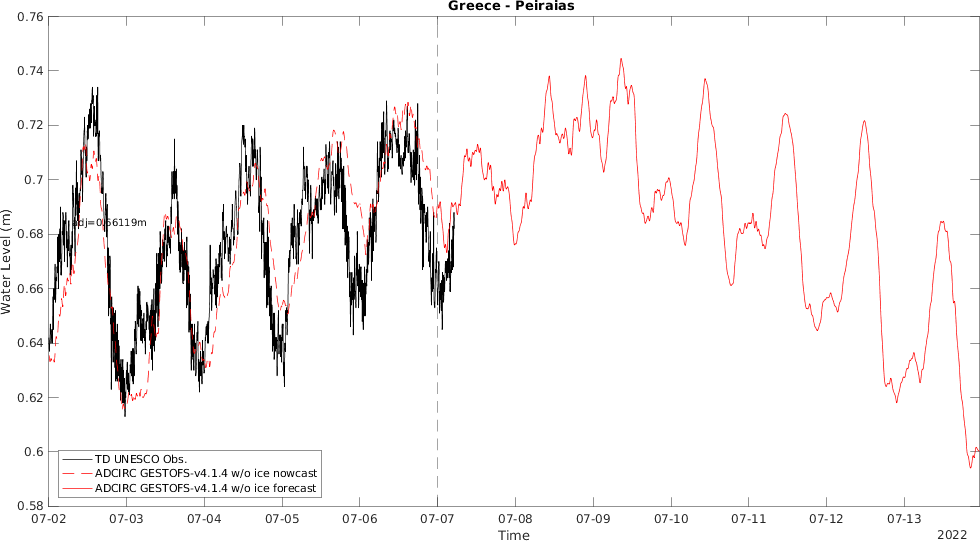 Greece - Peiraias
0.76
0.74
0.72
0.7
0.68
0.66
0.64
0.62
0.6
0.58
Water Level (m)
adj=0.66119m
TD UNESCO Obs.
ADCIRC GESTOFS-v4.1.4 w/o ice nowcast
ADCIRC GESTOFS-v4.1.4 w/o ice forecast
07-02 07-03 07-04 07-05 07-06 07-07 07-08 07-09 07-10 07-11 07-12 07-13
Time
2022